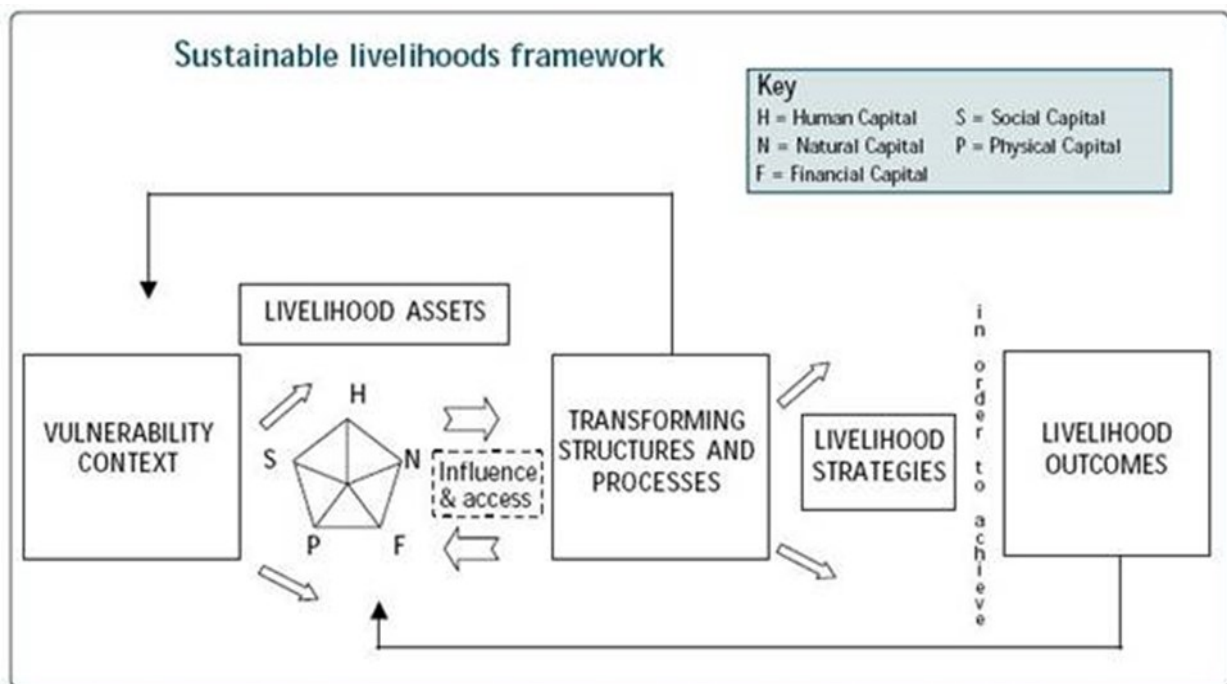 Sustainable livelihoods framework
Key
H = Human Capital S = Social Capital
N = Natural Capital P = Physical Capital
F = Financial Capital
LIVELIHOOD ASSETS
VULNERABILITY
CONTEXT
H
S
N
P
F
Influence
& access
TRANSFORMING
STRUCTURES AND
PROCESSES
LIVELIHOOD
STRATEGIES
in order to achieve
LIVELIHOOD
OUTCOMES